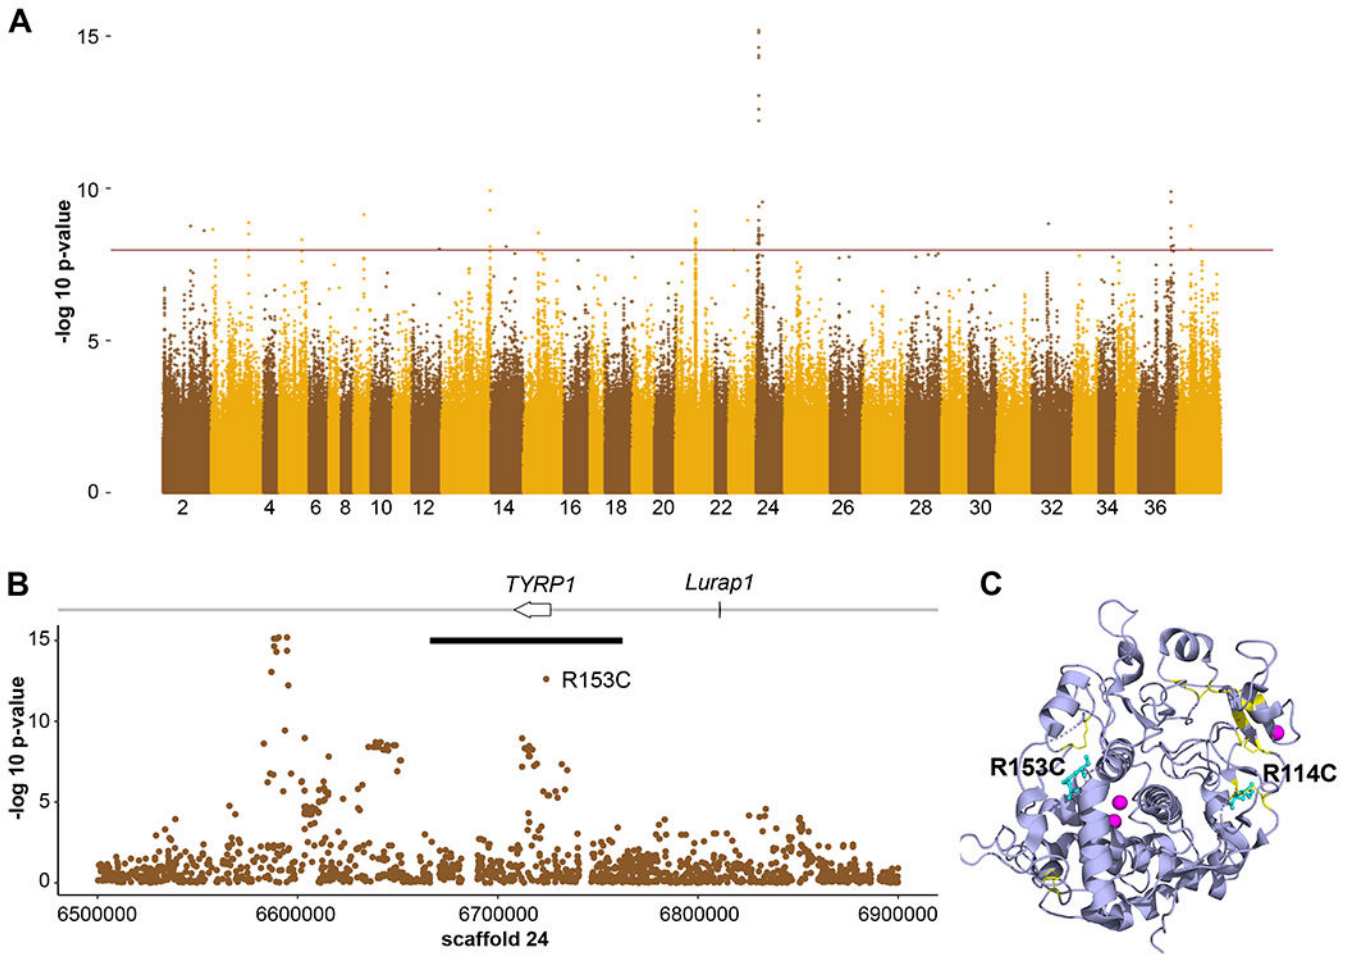 A
15
10
5
0
-log 10 p-value
2 4 6 8 10 12 14 16 18 20 22 24 26 28 30 32 34 36
B
TYRP1 Lurap1
15
10
5
0
-log 10 p-value
R153C
6500000 6600000 6700000 6800000 6900000
scaffold 24
C
R153C
R114C